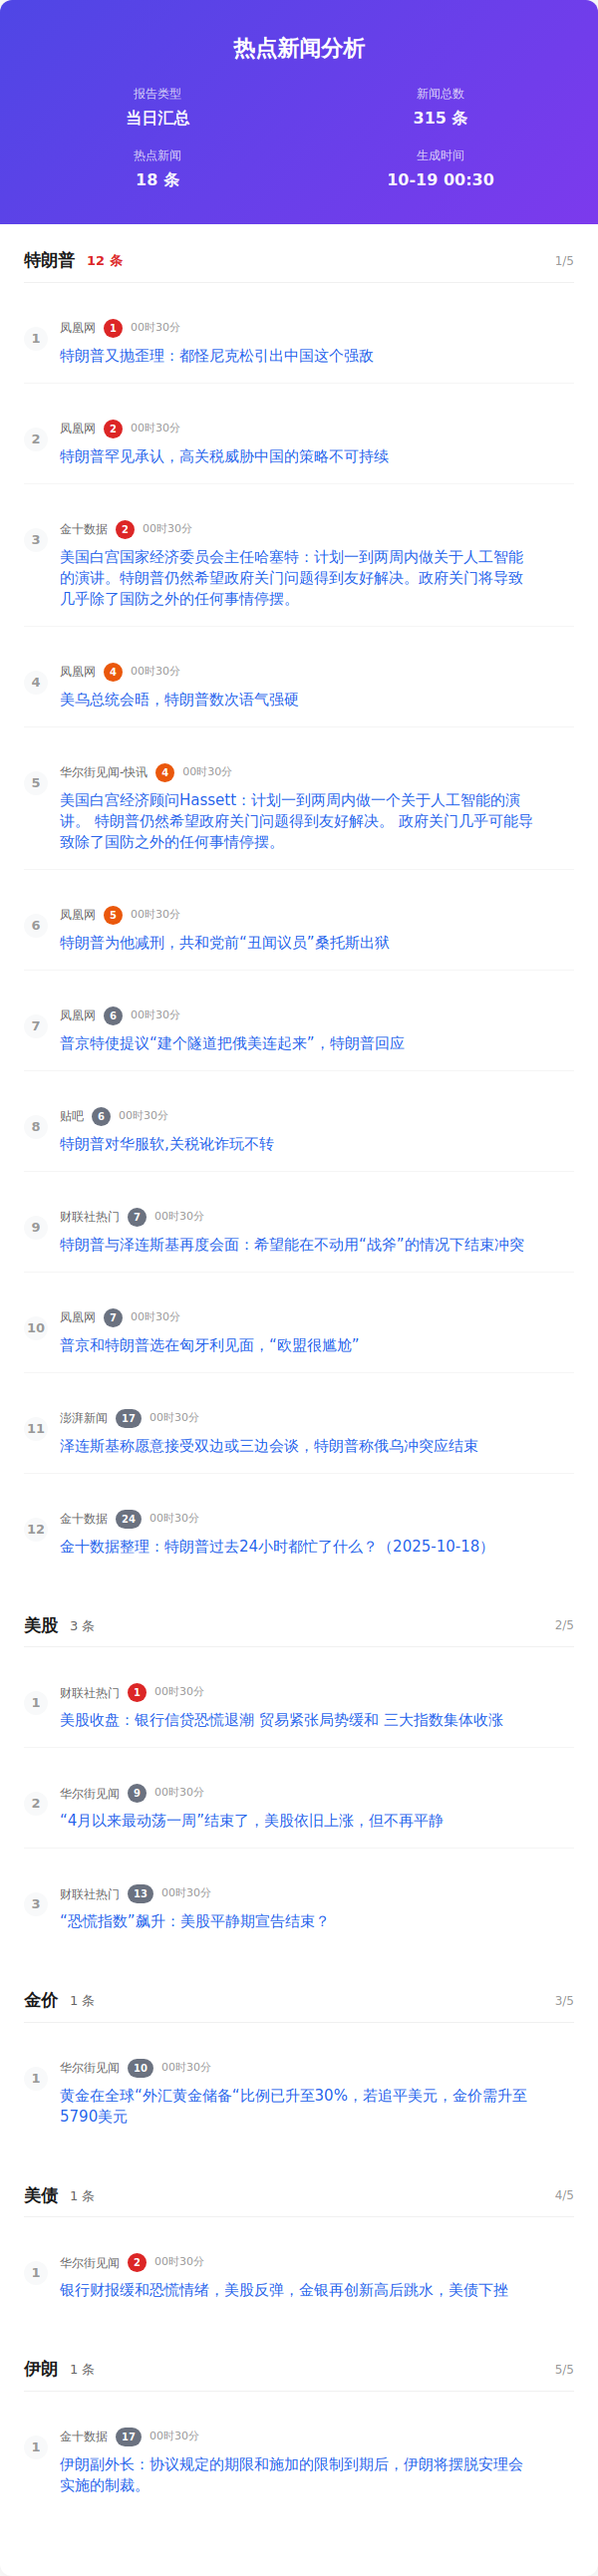 热点新闻分析
报告类型
新闻总数
当日汇总
315 条
热点新闻
生成时间
18 条
10-19 00:30
特朗普 12 条 1/5
1 凤凰网 1 00时30分
特朗普又抛歪理：都怪尼克松引出中国这个强敌
2 凤凰网 2 00时30分
特朗普罕见承认，高关税威胁中国的策略不可持续
3 金十数据 2 00时30分
美国白宫国家经济委员会主任哈塞特：计划一到两周内做关于人工智能
的演讲。特朗普仍然希望政府关门问题得到友好解决。政府关门将导致
几乎除了国防之外的任何事情停摆。
4 凤凰网 4 00时30分
美乌总统会晤，特朗普数次语气强硬
5 华尔街见闻-快讯 4 00时30分
美国白宫经济顾问Hassett：计划一到两周内做一个关于人工智能的演
讲。 特朗普仍然希望政府关门问题得到友好解决。 政府关门几乎可能导
致除了国防之外的任何事情停摆。
6 凤凰网 5 00时30分
特朗普为他减刑，共和党前“丑闻议员”桑托斯出狱
7 凤凰网 6 00时30分
普京特使提议“建个隧道把俄美连起来”，特朗普回应
8 贴吧 6 00时30分
特朗普对华服软,关税讹诈玩不转
9 财联社热门 7 00时30分
特朗普与泽连斯基再度会面：希望能在不动用“战斧”的情况下结束冲突
10 凤凰网 7 00时30分
普京和特朗普选在匈牙利见面，“欧盟很尴尬”
11 澎湃新闻 17 00时30分
泽连斯基称愿意接受双边或三边会谈，特朗普称俄乌冲突应结束
12 金十数据 24 00时30分
金十数据整理：特朗普过去24小时都忙了什么？（2025-10-18）
美股 3 条 2/5
1 财联社热门 1 00时30分
美股收盘：银行信贷恐慌退潮 贸易紧张局势缓和 三大指数集体收涨
2 华尔街见闻 9 00时30分
“4月以来最动荡一周”结束了，美股依旧上涨，但不再平静
3 财联社热门 13 00时30分
“恐慌指数”飙升：美股平静期宣告结束？
金价 1 条 3/5
1 华尔街见闻 10 00时30分
黄金在全球“外汇黄金储备“比例已升至30%，若追平美元，金价需升至
5790美元
美债 1 条 4/5
1 华尔街见闻 2 00时30分
银行财报缓和恐慌情绪，美股反弹，金银再创新高后跳水，美债下挫
伊朗 1 条 5/5
1 金十数据 17 00时30分
伊朗副外长：协议规定的期限和施加的限制到期后，伊朗将摆脱安理会
实施的制裁。